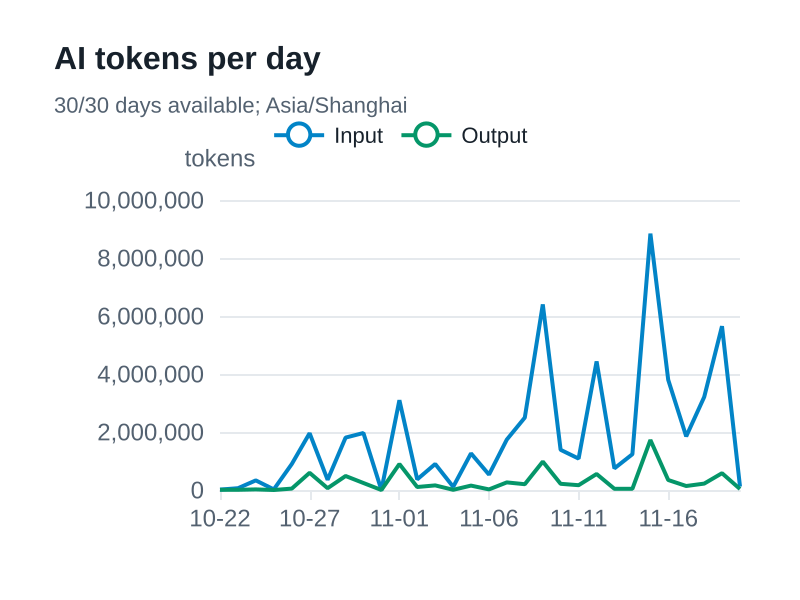 AI tokens per day
30/30 days available; Asia/Shanghai
Input Output
tokens
10,000,000
8,000,000
6,000,000
4,000,000
2,000,000
0
10-22 10-27 11-01 11-06 11-11 11-16